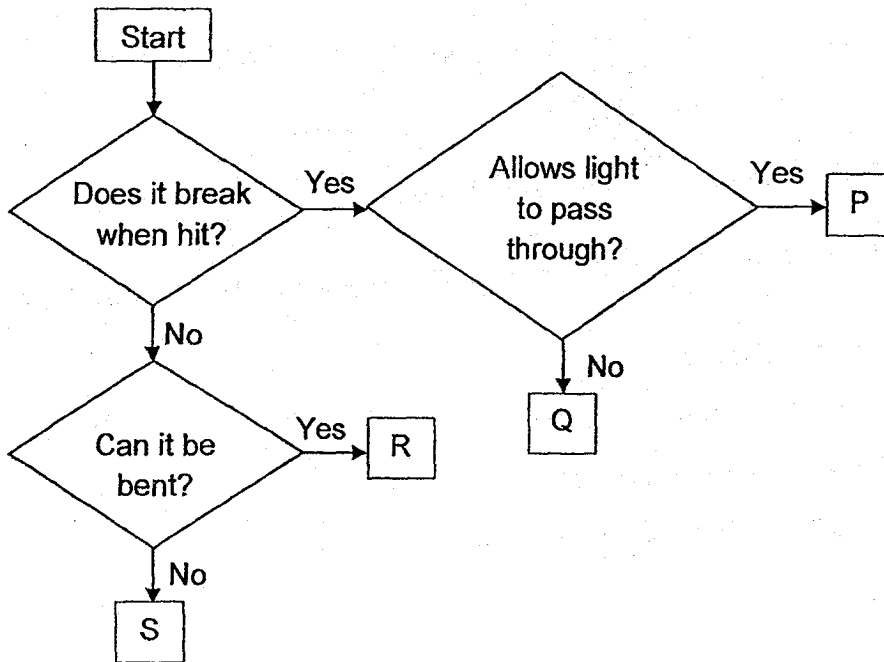 Start
Does it break
when hit?
Yes
Allows light
to pass
through?
Yes
P
No
Q
No
Can it be
bent?
Yes
R
No
S